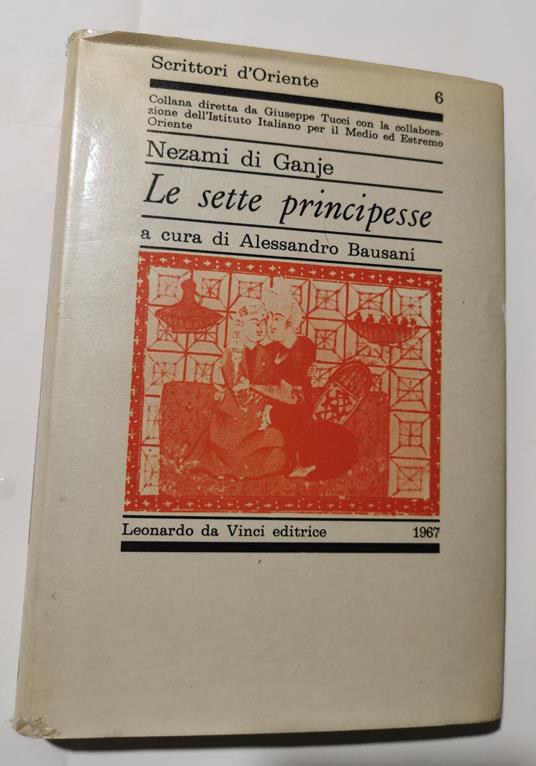 Scrittori d'Oriente 6
Collana diretta da Giuseppe Tucci con la collabora-
zione dell'Istituto Italiano per il Medio ed Estremo
Oriente
Nezami di Ganje
Le sette principesse
a cura di Alessandro Bausani
Leonardo da Vinci editrice 1967